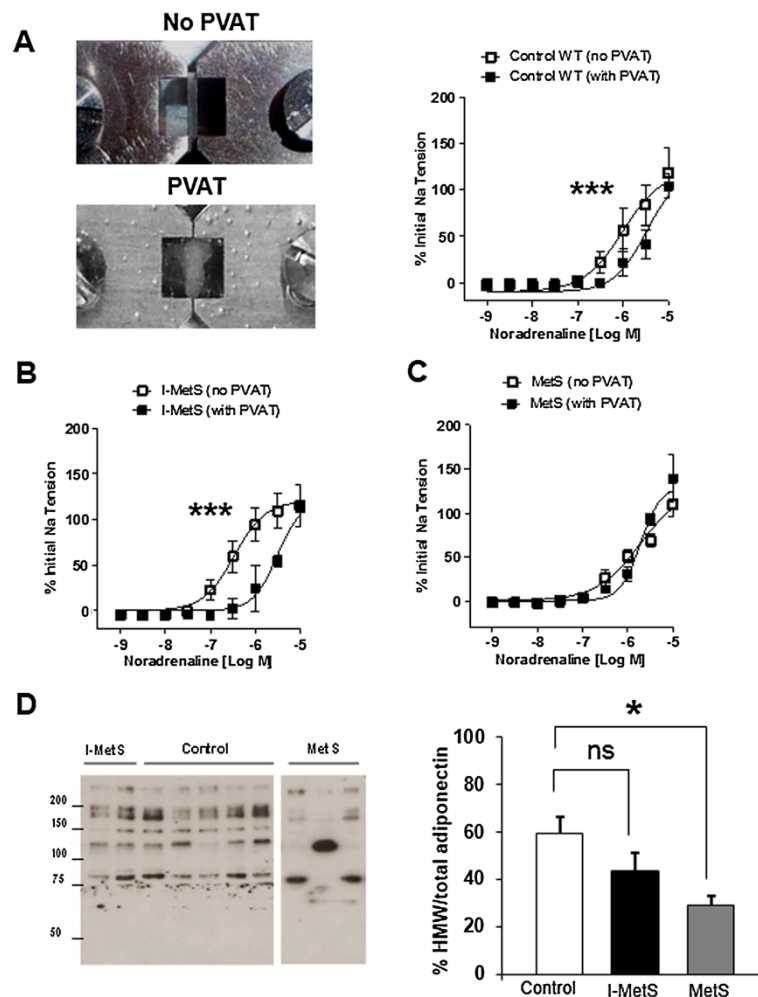 A
No PVAT
PVAT
Control WT (no PVAT)
Control WT (with PVAT)
% Initial Na Tension
200
150
100
50
0
-9 -8 -7 -6 -5
Noradrenaline [Log M]
B
I-MetS (no PVAT)
I-MetS (with PVAT)
% Initial Na Tension
200
150
100
50
0
-9 -8 -7 -6 -5
Noradrenaline [Log M]
***
***
C
MetS (no PVAT)
MetS (with PVAT)
% Initial Na Tension
200
150
100
50
0
-9 -8 -7 -6 -5
Noradrenaline [Log M]
D
I-MetS Control MetS
200
150
100
75
50
% HMW/total adiponectin
100
80
60
40
20
0
ns
*
Control I-MetS MetS